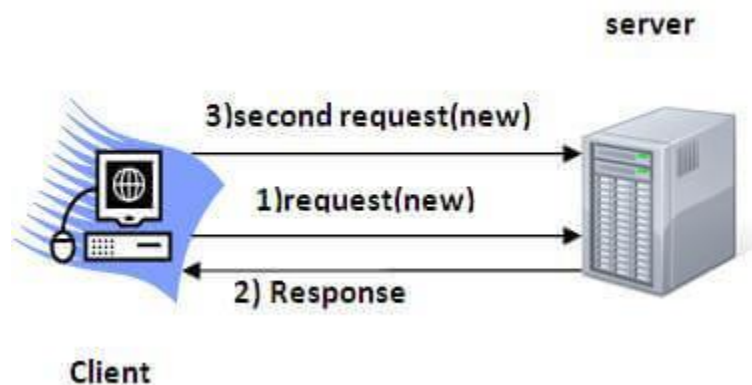 server
3)second request(new)
1)request(new)
2) Response
Client